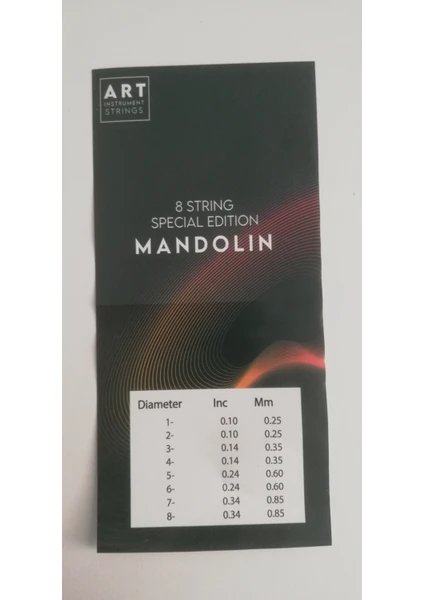 ART
INSTRUMENT
STRINGS
8 STRING
SPECIAL EDITION
MANDOLIN
Diameter Inc Mm
1- 0.10 0.25
2- 0.10 0.25
3- 0.14 0.35
4- 0.14 0.35
5- 0.24 0.60
6- 0.24 0.60
7- 0.34 0.85
8- 0.34 0.85